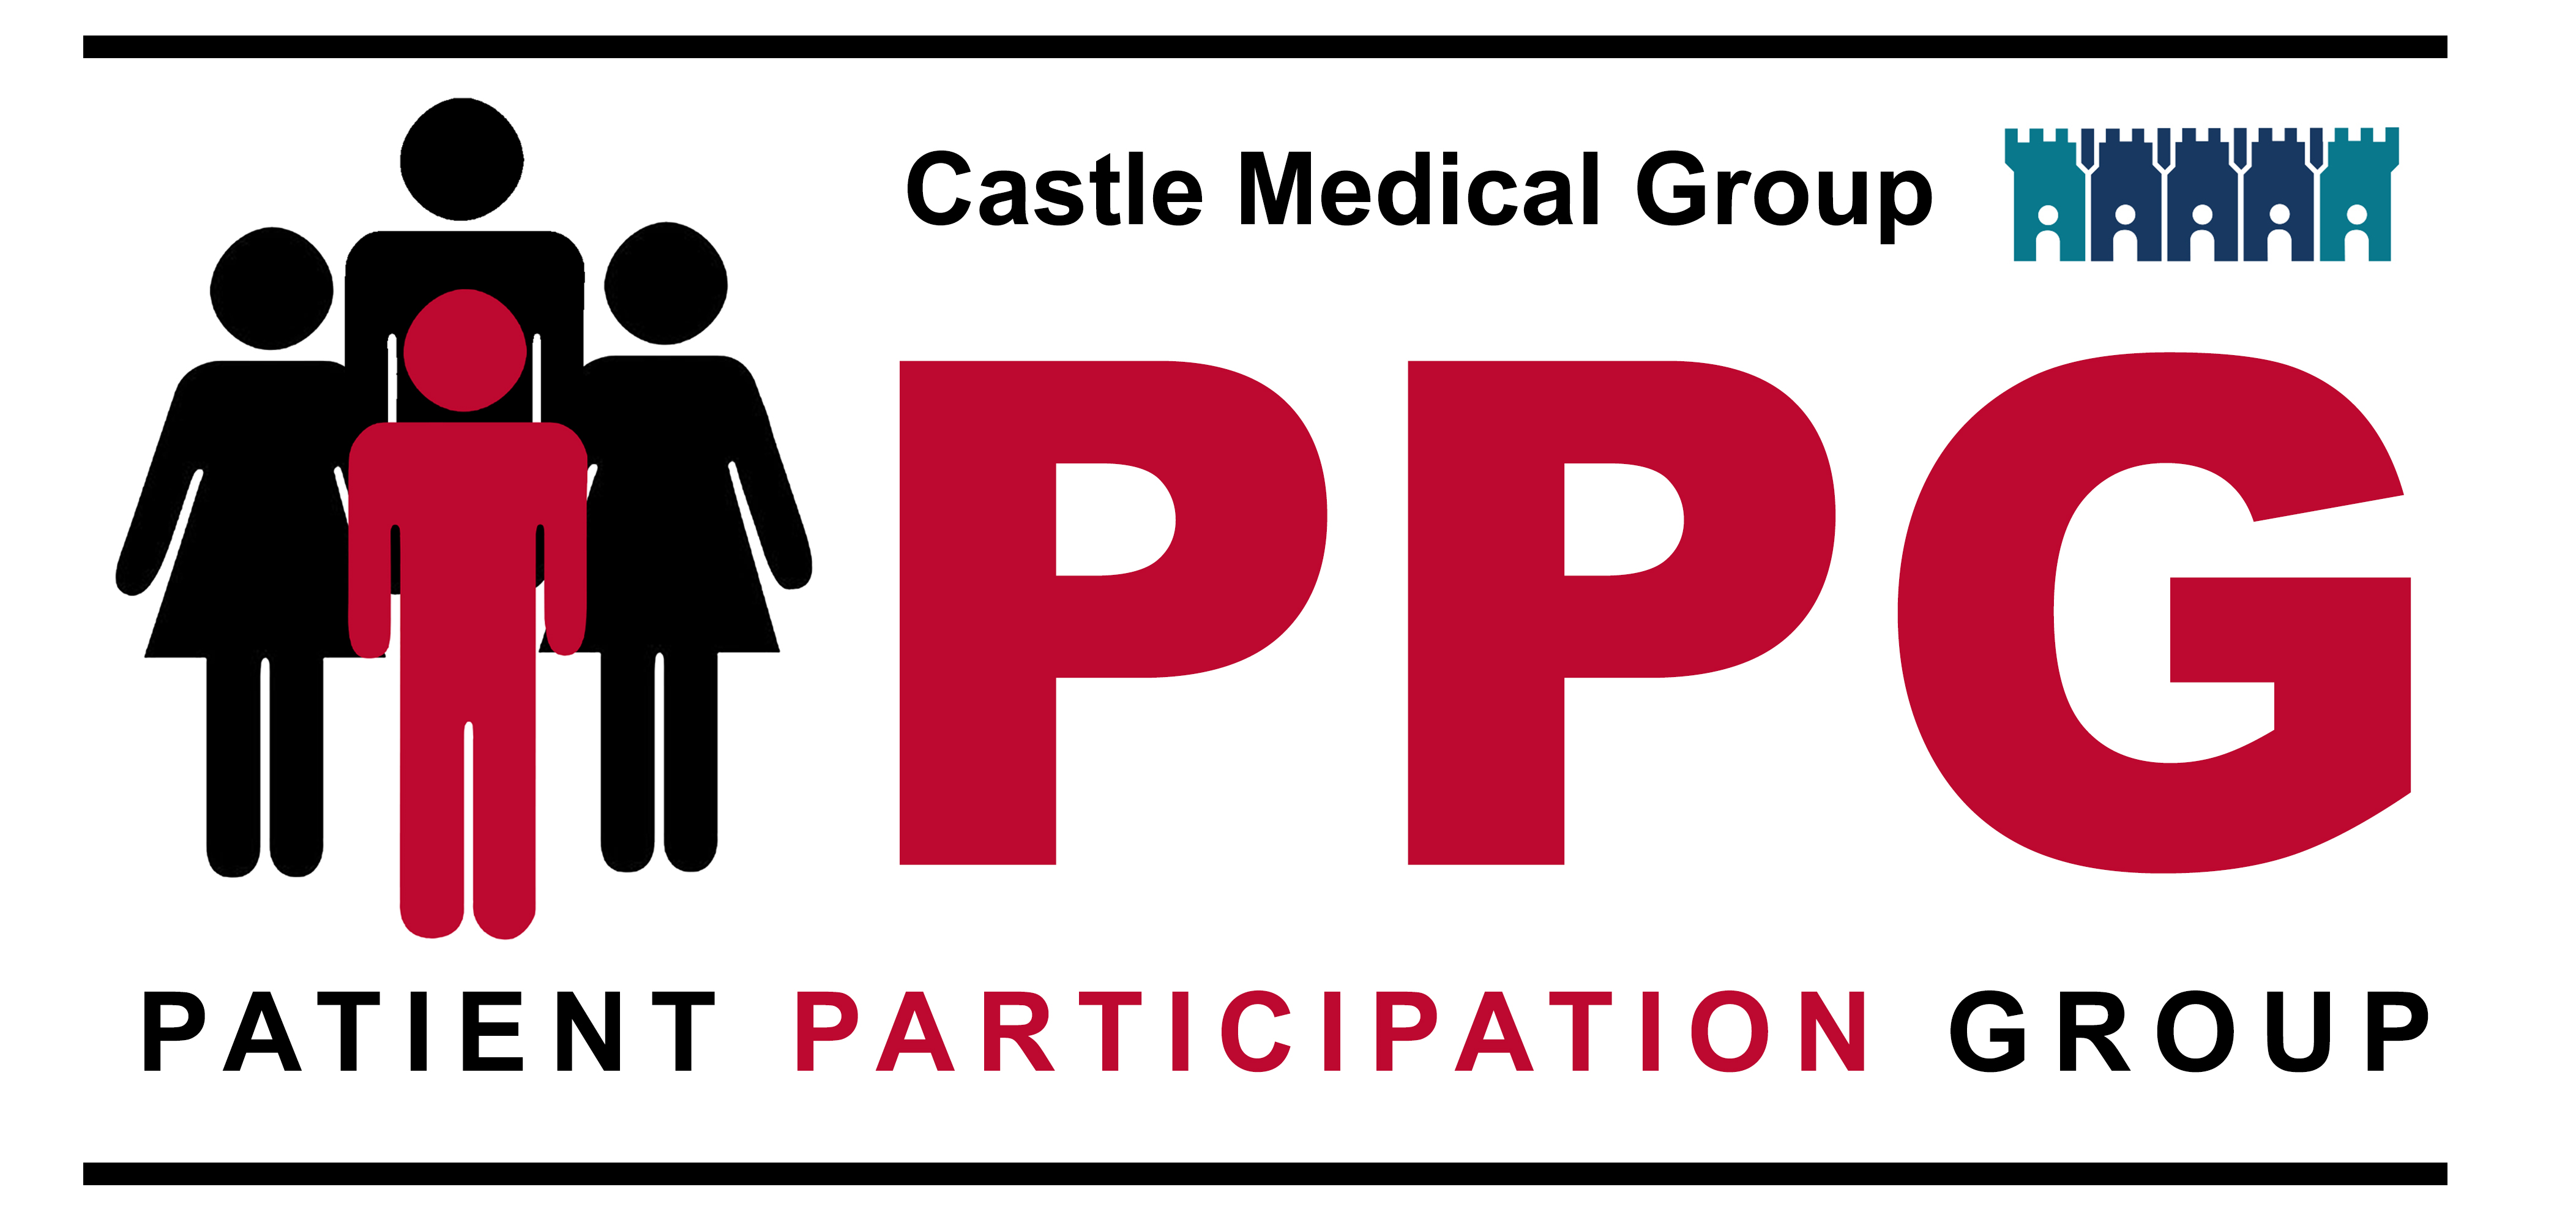 Castle Medical Group
PPG
PATIENT PARTICIPATION GROUP